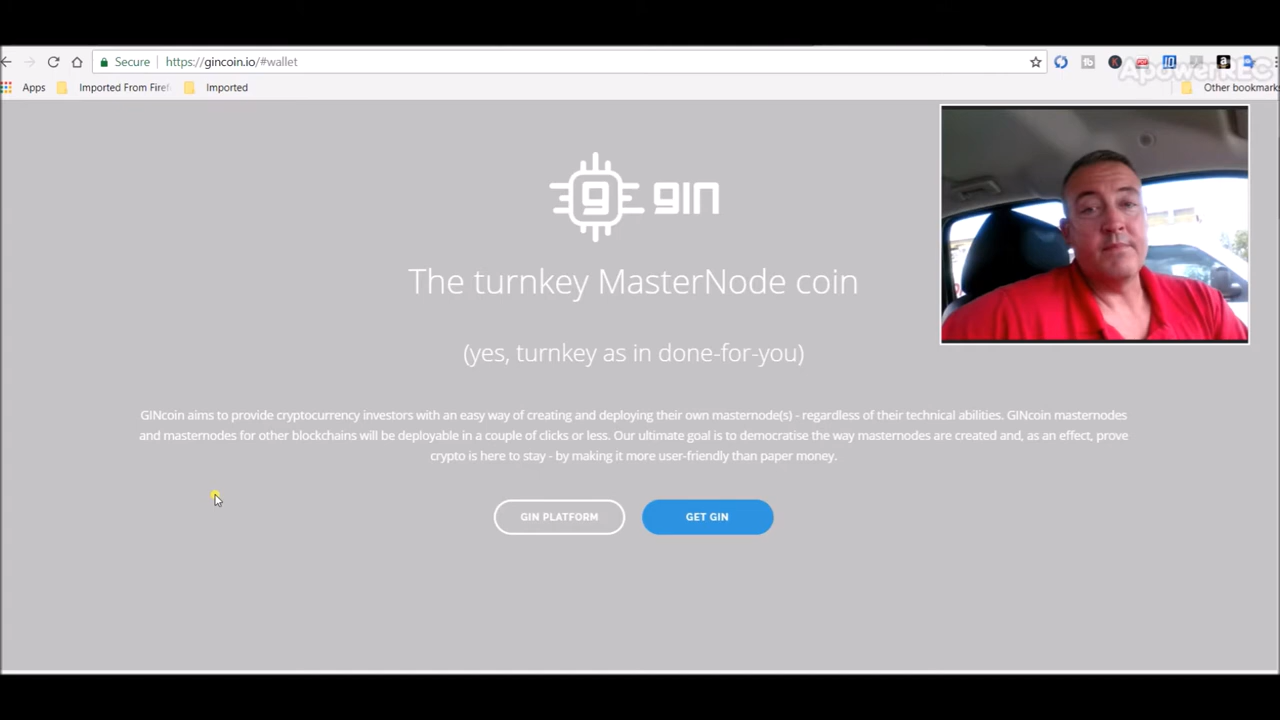 ApowerREC
Secure https://gincoin.io/#wallet
Apps Imported From Firef Imported Other bookmarks
g gin
The turnkey MasterNode coin
(yes, turnkey as in done-for-you)
GINcoin aims to provide cryptocurrency investors with an easy way of creating and deploying their own masternode(s) - regardless of their technical abilities. GINcoin masternodes
and masternodes for other blockchains will be deployable in a couple of clicks or less. Our ultimate goal is to democratise the way masternodes are created and, as an effect, prove
crypto is here to stay - by making it more user-friendly than paper money.
GIN PLATFORM GET GIN